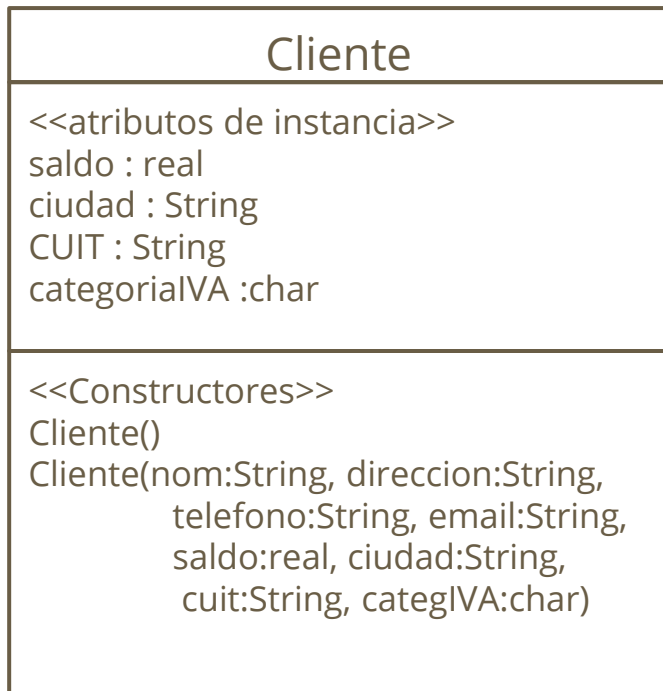 Cliente
<<atributos de instancia>>
saldo : real
ciudad : String
CUIT : String
categoriaIVA :char
<<Constructores>>
Cliente()
Cliente(nom:String, direccion:String,
telefono:String, email:String,
saldo:real, ciudad:String,
cuit:String, categIVA:char)